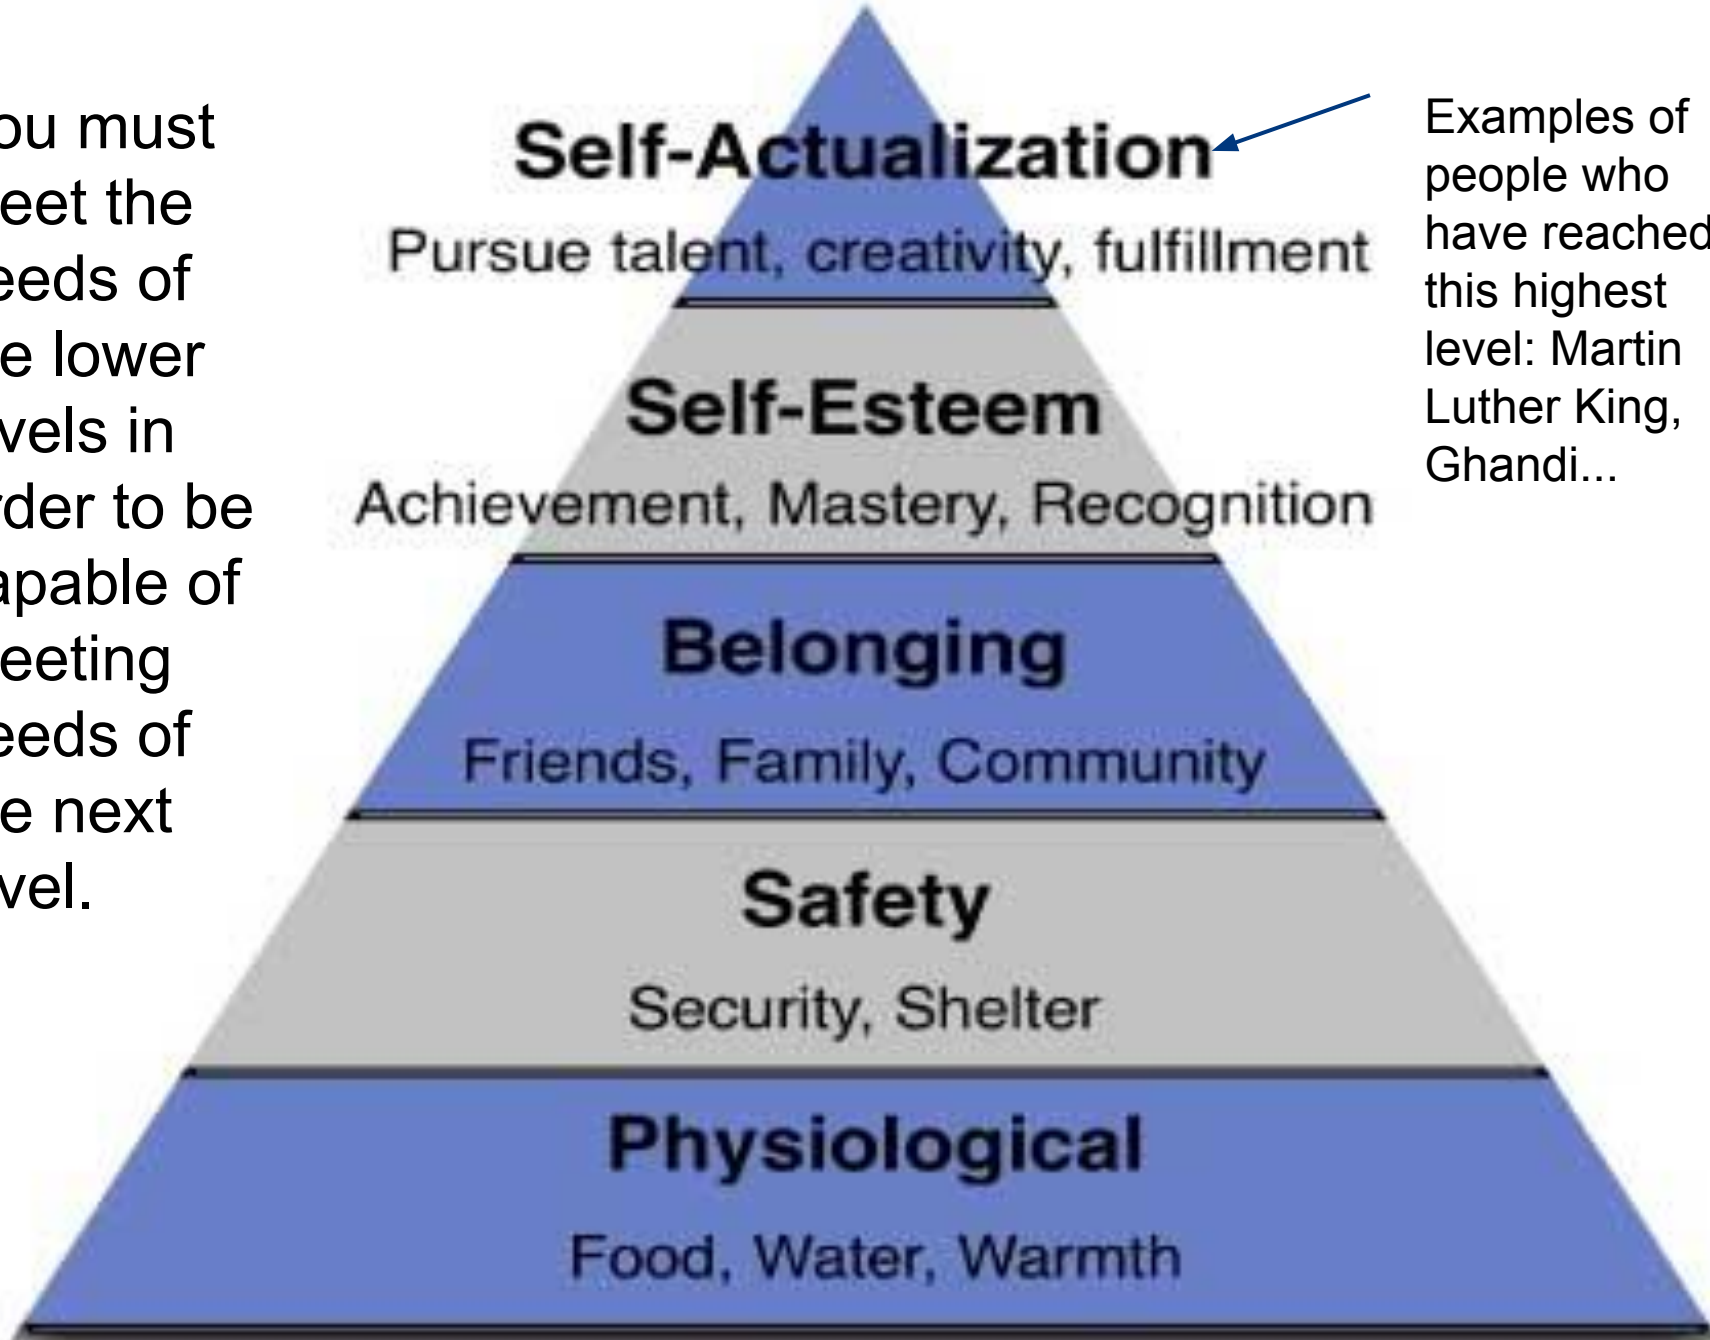 ou must
eet the
eeds of
e lower
vels in
rder to be
apable of
eeting
eeds of
e next
vel.
Self-Actualization
Pursue talent, creativity, fulfillment
Self-Esteem
Achievement, Mastery, Recognition
Belonging
Friends, Family, Community
Safety
Security, Shelter
Physiological
Food, Water, Warmth
Examples of
people who
have reached
this highest
level: Martin
Luther King,
Ghandi...